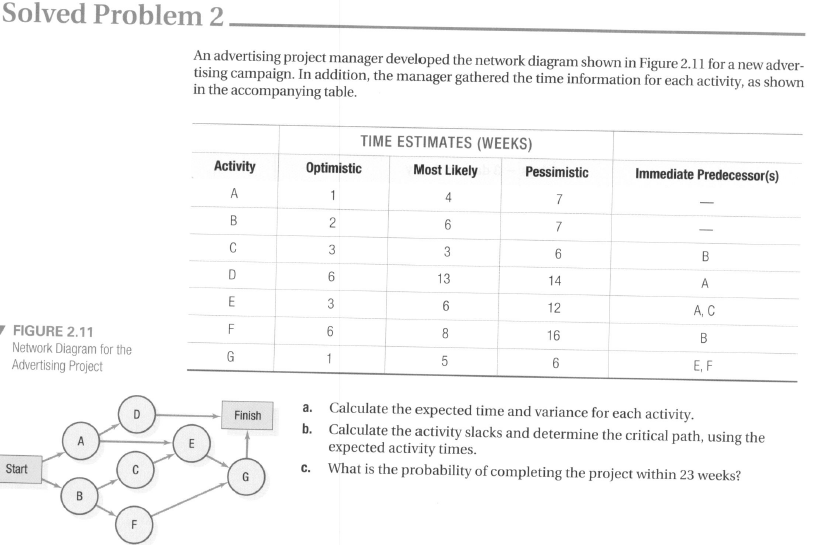 Solved Problem 2
An advertising project manager developed the network diagram shown in Figure 2.11 for a new adver-
tising campaign. In addition, the manager gathered the time information for each activity, as shown
in the accompanying table.
TIME ESTIMATES (WEEKS)
Activity Optimistic Most Likely Pessimistic Immediate Predecessor(s)
A 1 4 7 —
B 2 6 7 —
C 3 3 6 B
D 6 13 14 A
E 3 6 12 A, C
F 6 8 16 B
G 1 5 6 E, F
FIGURE 2.11
Network Diagram for the
Advertising Project
Start
A
B
D
C
F
E
G
Finish
a. Calculate the expected time and variance for each activity.
b. Calculate the activity slacks and determine the critical path, using the
expected activity times.
c. What is the probability of completing the project within 23 weeks?